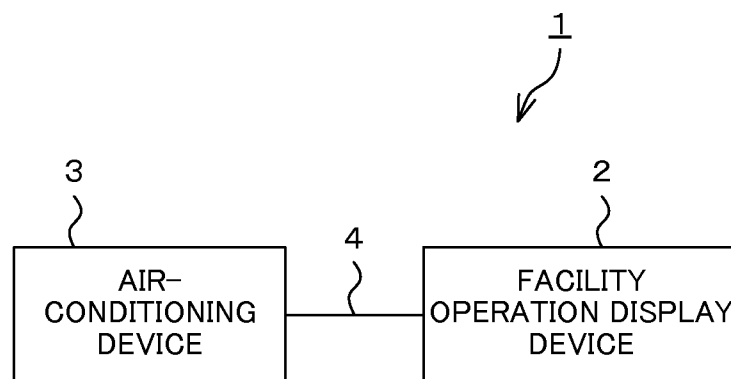 1
3
2
4
AIR-
CONDITIONING
DEVICE
FACILITY
OPERATION DISPLAY
DEVICE